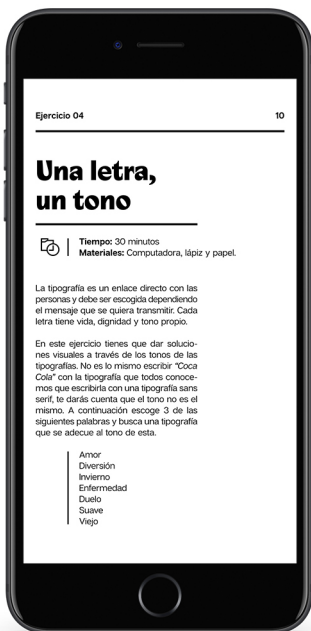 Ejercicio 04 10
Una letra,
un tono
Tiempo: 30 minutos
Materiales: Computadora, lápiz y papel.
La tipografía es un enlace directo con las
personas y debe ser escogida dependiendo
el mensaje que se quiera transmitir. Cada
letra tiene vida, dignidad y tono propio.
En este ejercicio tienes que dar solucio-
nes visuales a través de los tonos de las
tipografías. No es lo mismo escribir "Coca
Cola" con la tipografía que todos conoce-
mos que escribirla con una tipografía sans
serif, te darás cuenta que el tono no es el
mismo. A continuación escoge 3 de las
siguientes palabras y busca una tipografía
que se adecue al tono de esta.
Amor
Diversión
Invierno
Enfermedad
Duelo
Suave
Viejo